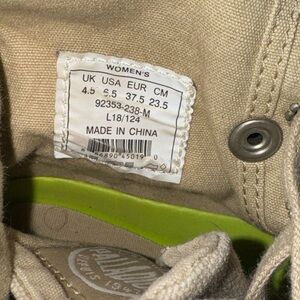 WOMEN'S
UK USA EUR CM
4.5 6.5 37.5 23.5
92353-238-M
L18/124
MADE IN CHINA